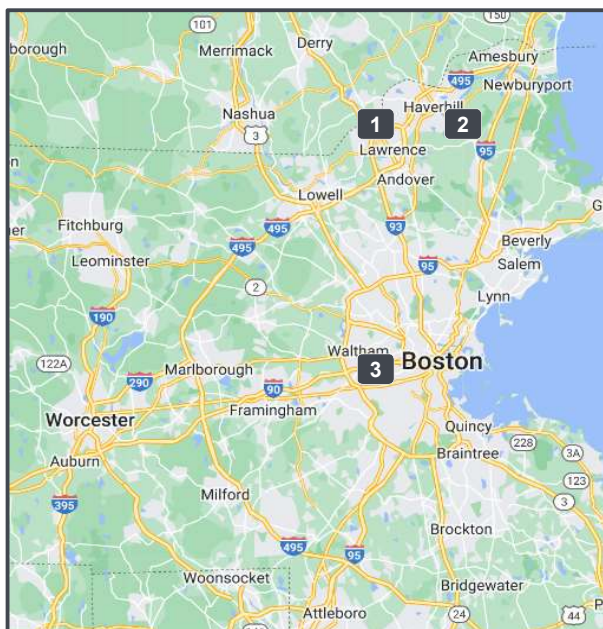 101
150
Derry
Amesbury
borough
Merrimack
495
Newburyport
Haverhill
Nashua
1
2
3
Lawrence
95
Andover
Lowell
Fitchburg
93
G
495
495
Beverly
Leominster
95
Salem
2
Lynn
190
Waltham
Boston
122A
3
Marlborough
290
90
Framingham
Worcester
Quincy
228
Auburn
Braintree
3A
123
Milford
3
395
Brockton
495
95
Woonsocket
Bridgewater
P
Attleboro
24
44